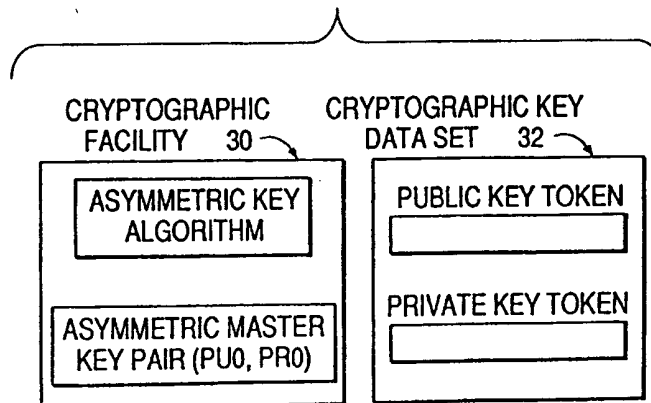 CRYPTOGRAPHIC
FACILITY 30
CRYPTOGRAPHIC KEY
DATA SET 32
ASYMMETRIC KEY
ALGORITHM
ASYMMETRIC MASTER
KEY PAIR (PU0, PR0)
PUBLIC KEY TOKEN
PRIVATE KEY TOKEN